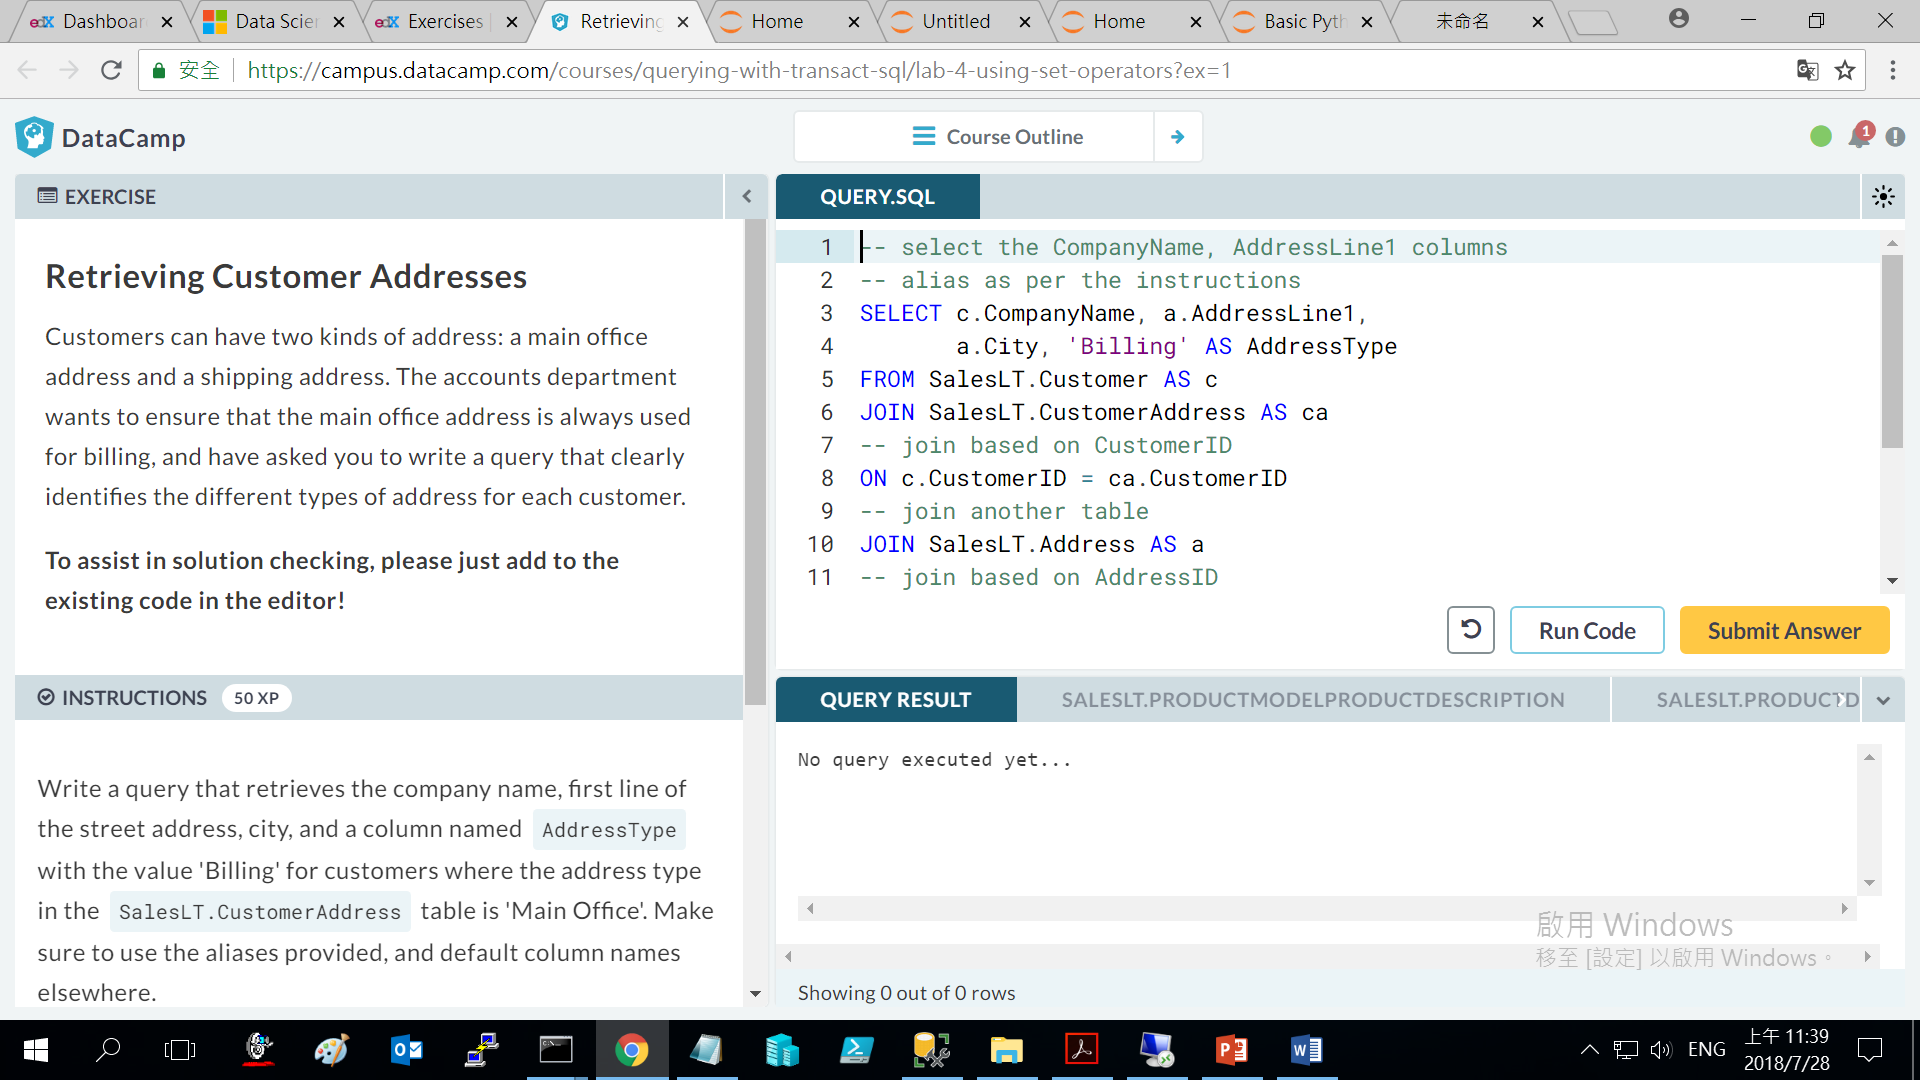 Dashboar
Data Scien
Exercises
Retrieving
Home
Untitled
Home
Basic Pyth
未命名
安全
https://campus.datacamp.com/courses/querying-with-transact-sql/lab-4-using-set-operators?ex=1
DataCamp
Course Outline
1
EXERCISE
Retrieving Customer Addresses
Customers can have two kinds of address: a main office
address and a shipping address. The accounts department
wants to ensure that the main office address is always used
for billing, and have asked you to write a query that clearly
identifies the different types of address for each customer.
To assist in solution checking, please just add to the
existing code in the editor!
INSTRUCTIONS 50 XP
Write a query that retrieves the company name, first line of
the street address, city, and a column named AddressType
with the value 'Billing' for customers where the address type
in the SalesLT.CustomerAddress table is 'Main Office'. Make
sure to use the aliases provided, and default column names
elsewhere.
QUERY.SQL
1 -- select the CompanyName, AddressLine1 columns
2 -- alias as per the instructions
3 SELECT c.CompanyName, a.AddressLine1,
4 a.City, 'Billing' AS AddressType
5 FROM SalesLT.Customer AS c
6 JOIN SalesLT.CustomerAddress AS ca
7 -- join based on CustomerID
8 ON c.CustomerID = ca.CustomerID
9 -- join another table
10 JOIN SalesLT.Address AS a
11 -- join based on AddressID
Run Code
Submit Answer
QUERY RESULT
SALESLT.PRODUCTMODELPRODUCTDESCRIPTION
SALESLT.PRODUCTD
No query executed yet...
啟用 Windows
移至 [設定] 以啟用 Windows。
Showing 0 out of 0 rows
ENG
上午 11:39
2018/7/28